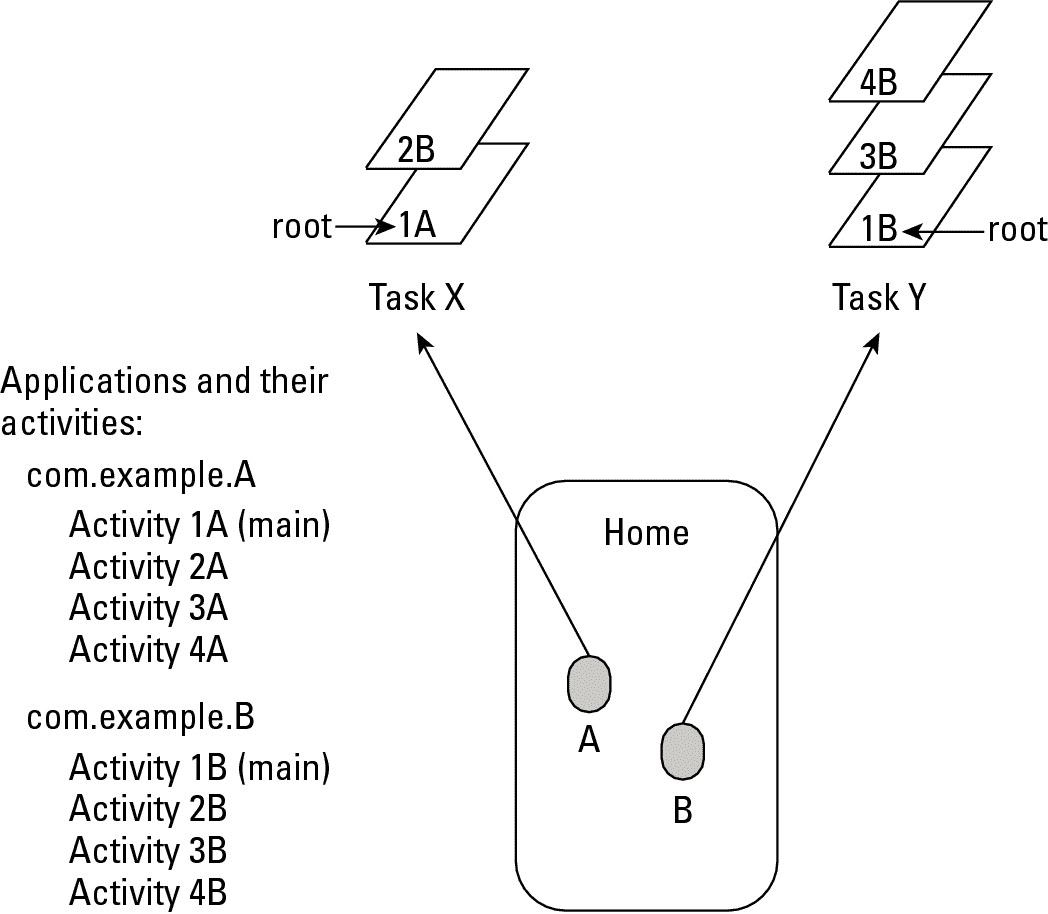 4B
2B
3B
root
1A
1B
root
Task X
Task Y
Applications and their
activities:
com.example.A
Activity 1A (main)
Activity 2A
Activity 3A
Activity 4A
com.example.B
Activity 1B (main)
Activity 2B
Activity 3B
Activity 4B
Home
A
B